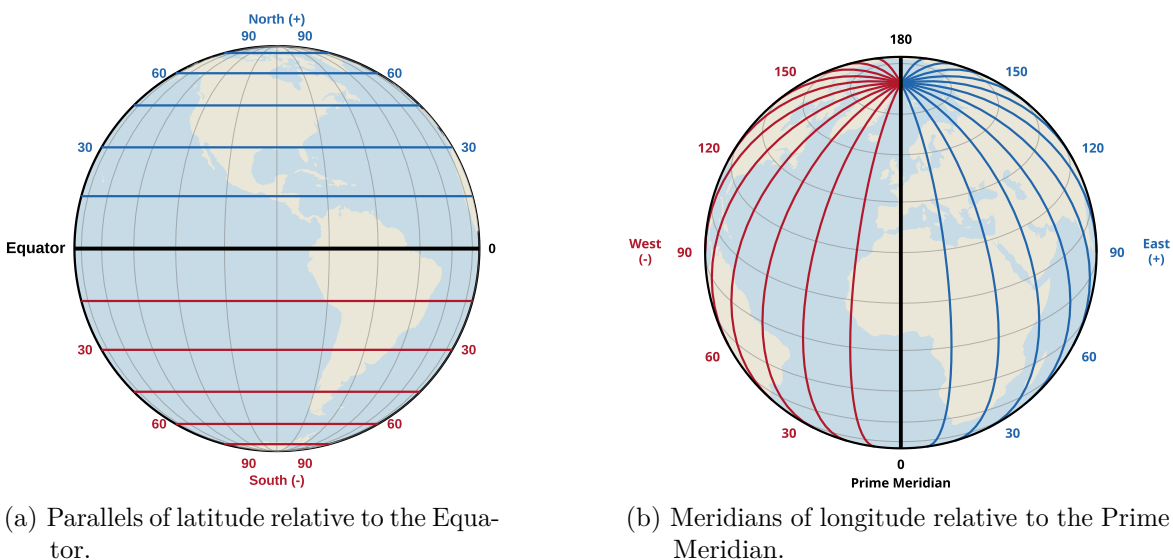 North (+)
90 90
60 60
30 30
Equator 0
30 30
60 60
90 90
South (-)
(a) Parallels of latitude relative to the Equa-
tor.
180
150 150
120 120
West
(-)
90 90
East
(+)
60 60
30 30
0
Prime Meridian
(b) Meridians of longitude relative to the Prime
Meridian.